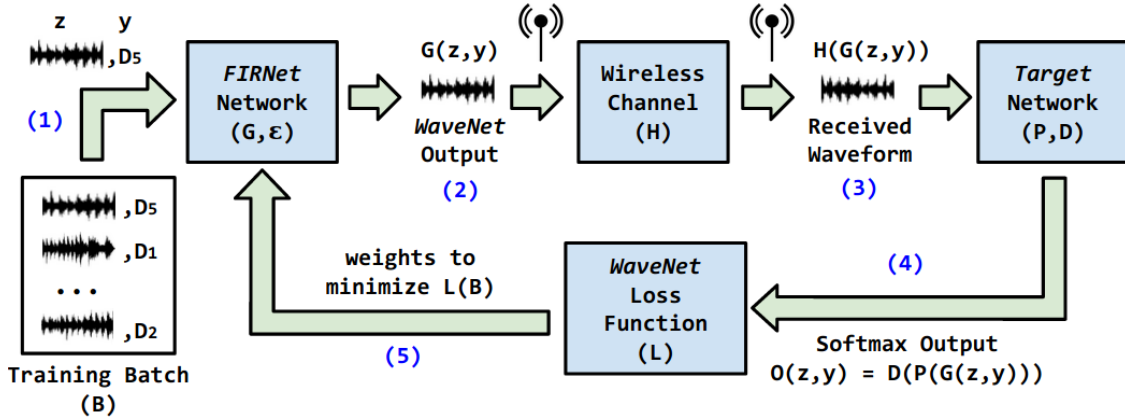 z y
,D5
(1)
FIRNet
Network
(G,ε)
G(z,y)
WaveNet
Output
(2)
Wireless
Channel
(H)
H(G(z,y))
Received
Waveform
(3)
Target
Network
(P,D)
,D5
,D1
...
,D2
Training Batch
(B)
weights to
minimize L(B)
(5)
WaveNet
Loss
Function
(L)
(4)
Softmax Output
O(z,y) = D(P(G(z,y)))